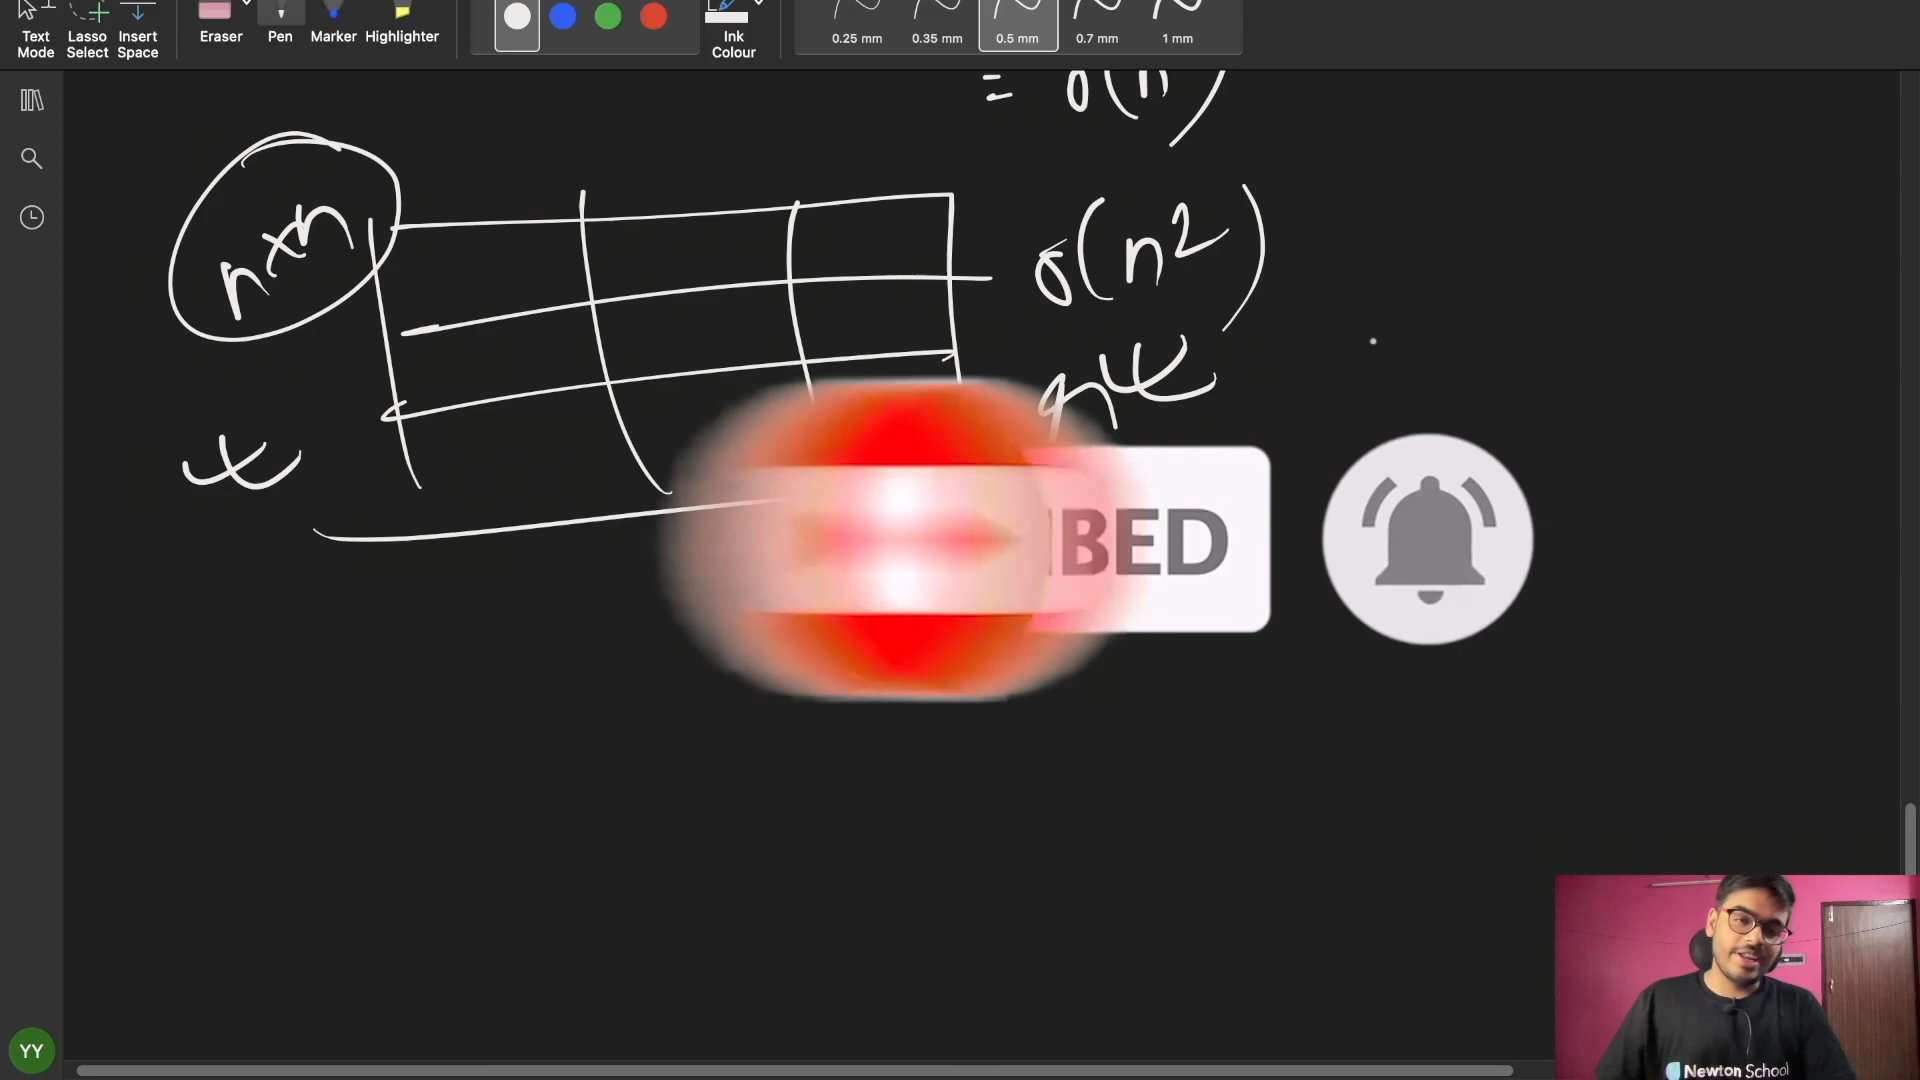 Text Mode
Lasso Select
Insert Space
Eraser
Pen
Marker
Highlighter
Ink Colour
0.25 mm
0.35 mm
0.5 mm
0.7 mm
1 mm
= O(n)
n×n
O(n²)
BED
YY
Newton School